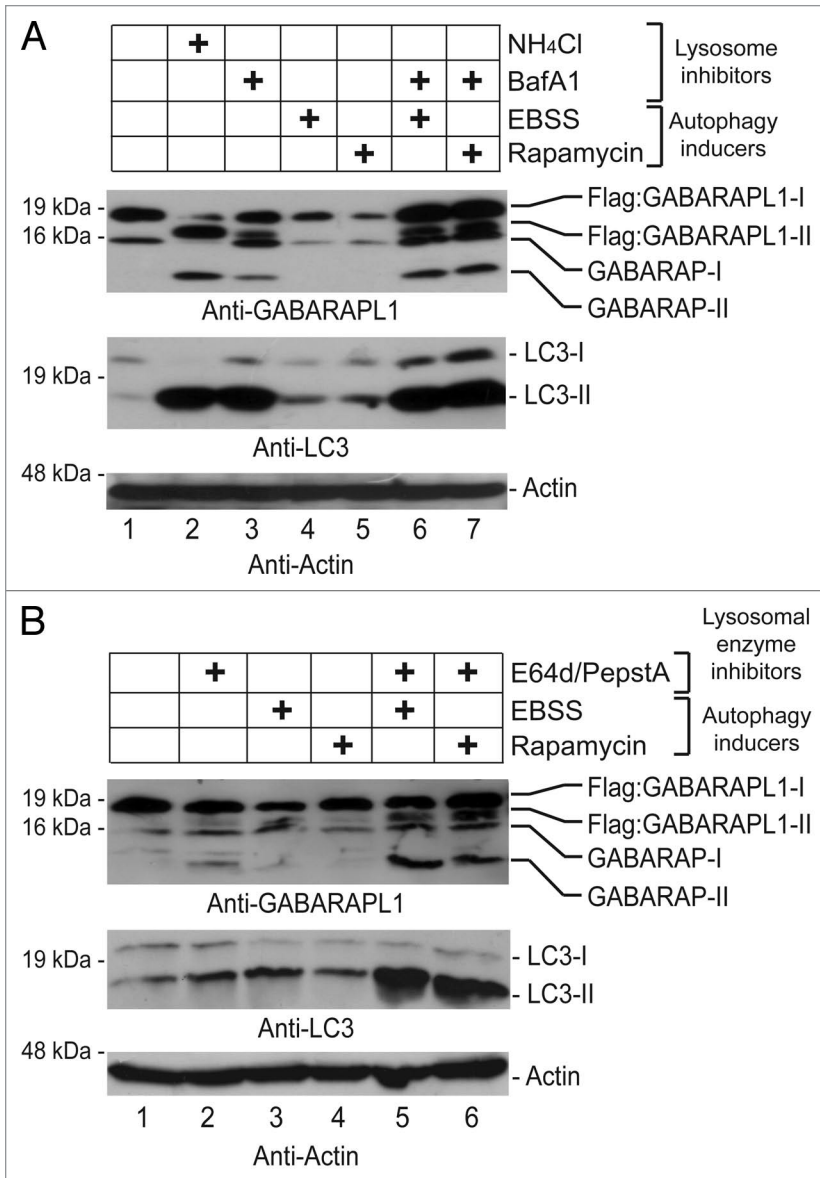 A
+ NH₄Cl
+ + + BafA1
Lysosome
inhibitors
+ + EBSS
+ + Rapamycin
Autophagy
inducers
19 kDa -
16 kDa -
Flag:GABARAPL1-I
Flag:GABARAPL1-II
GABARAP-I
GABARAP-II
Anti-GABARAPL1
19 kDa -
- LC3-I
- LC3-II
Anti-LC3
48 kDa -
- Actin
1 2 3 4 5 6 7
Anti-Actin
B
+ + + E64d/PepstA
Lysosomal
enzyme
inhibitors
+ + EBSS
+ + Rapamycin
Autophagy
inducers
19 kDa -
16 kDa -
Flag:GABARAPL1-I
Flag:GABARAPL1-II
GABARAP-I
GABARAP-II
Anti-GABARAPL1
19 kDa -
- LC3-I
- LC3-II
Anti-LC3
48 kDa -
- Actin
1 2 3 4 5 6
Anti-Actin